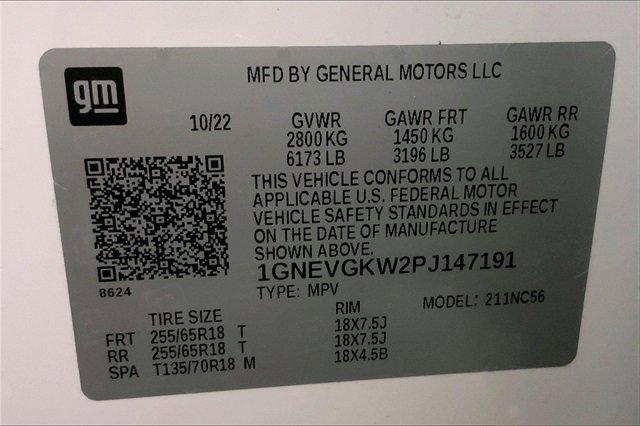 gm
MFD BY GENERAL MOTORS LLC
10/22 GVWR GAWR FRT GAWR RR
2800 KG 1450 KG 1600 KG
6173 LB 3196 LB 3527 LB
THIS VEHICLE CONFORMS TO ALL
APPLICABLE U.S. FEDERAL MOTOR
VEHICLE SAFETY STANDARDS IN EFFECT
ON THE DATE OF MANUFACTURE
SHOWN ABOVE.
1GNEVGKW2PJ147191
8624
TYPE: MPV MODEL: 211NC56
TIRE SIZE RIM
FRT 255/65R18 T 18X7.5J
RR 255/65R18 T 18X7.5J
SPA T135/70R18 M 18X4.5B